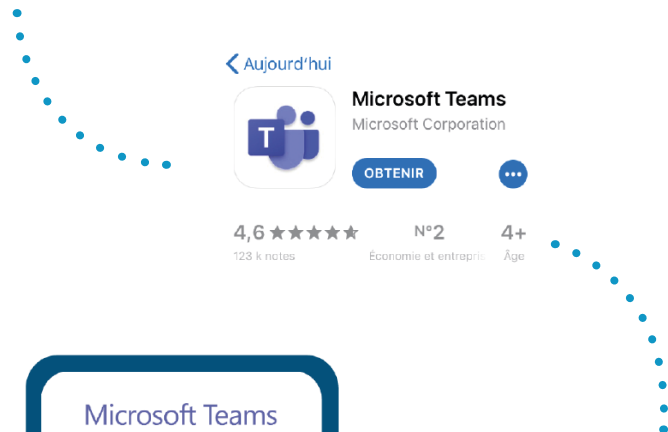 Aujourd'hui
Microsoft Teams
Microsoft Corporation
T
OBTENIR
4,6
N°2
4+
123 k notes
Économie et entrepris
Âge
Microsoft Teams